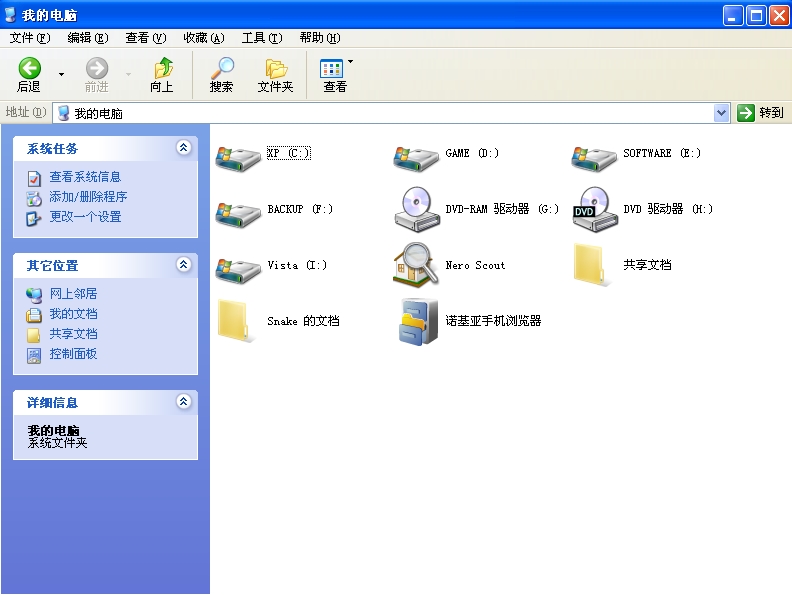 我的电脑
文件(F) 编辑(E) 查看(V) 收藏(A) 工具(T) 帮助(H)
后退 前进 向上 搜索 文件夹 查看
地址(D) 我的电脑 转到
系统任务
查看系统信息
添加/删除程序
更改一个设置
其它位置
网上邻居
我的文档
共享文档
控制面板
详细信息
我的电脑
系统文件夹
XP (C:) GAME (D:) SOFTWARE (E:)
BACKUP (F:) DVD-RAM 驱动器 (G:) DVD DVD 驱动器 (H:)
Vista (I:) Nero Scout 共享文档
Snake 的文档 诺基亚手机浏览器